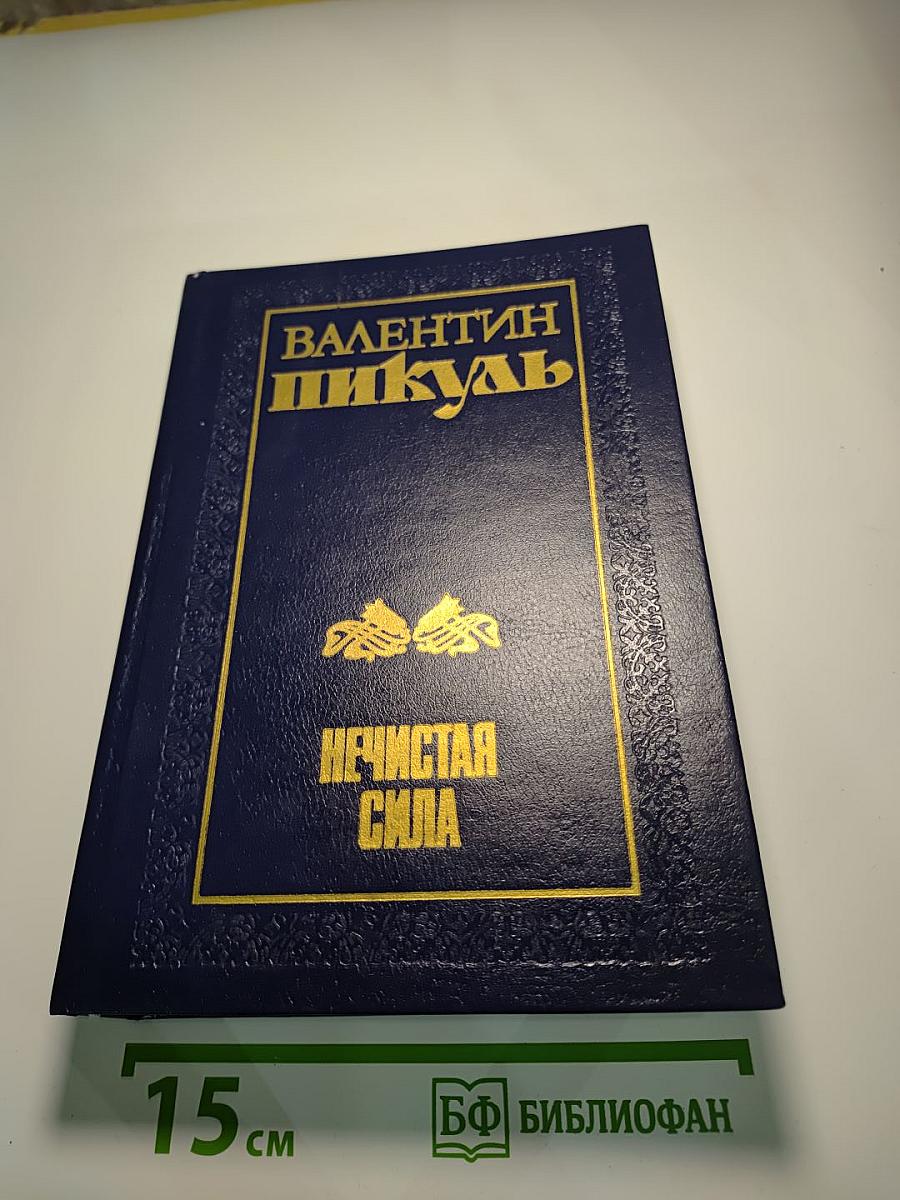 ВАЛЕНТИН
ПИКУЛЬ
НЕЧИСТАЯ
СИЛА
15 см
БФ БИБЛИОФАН